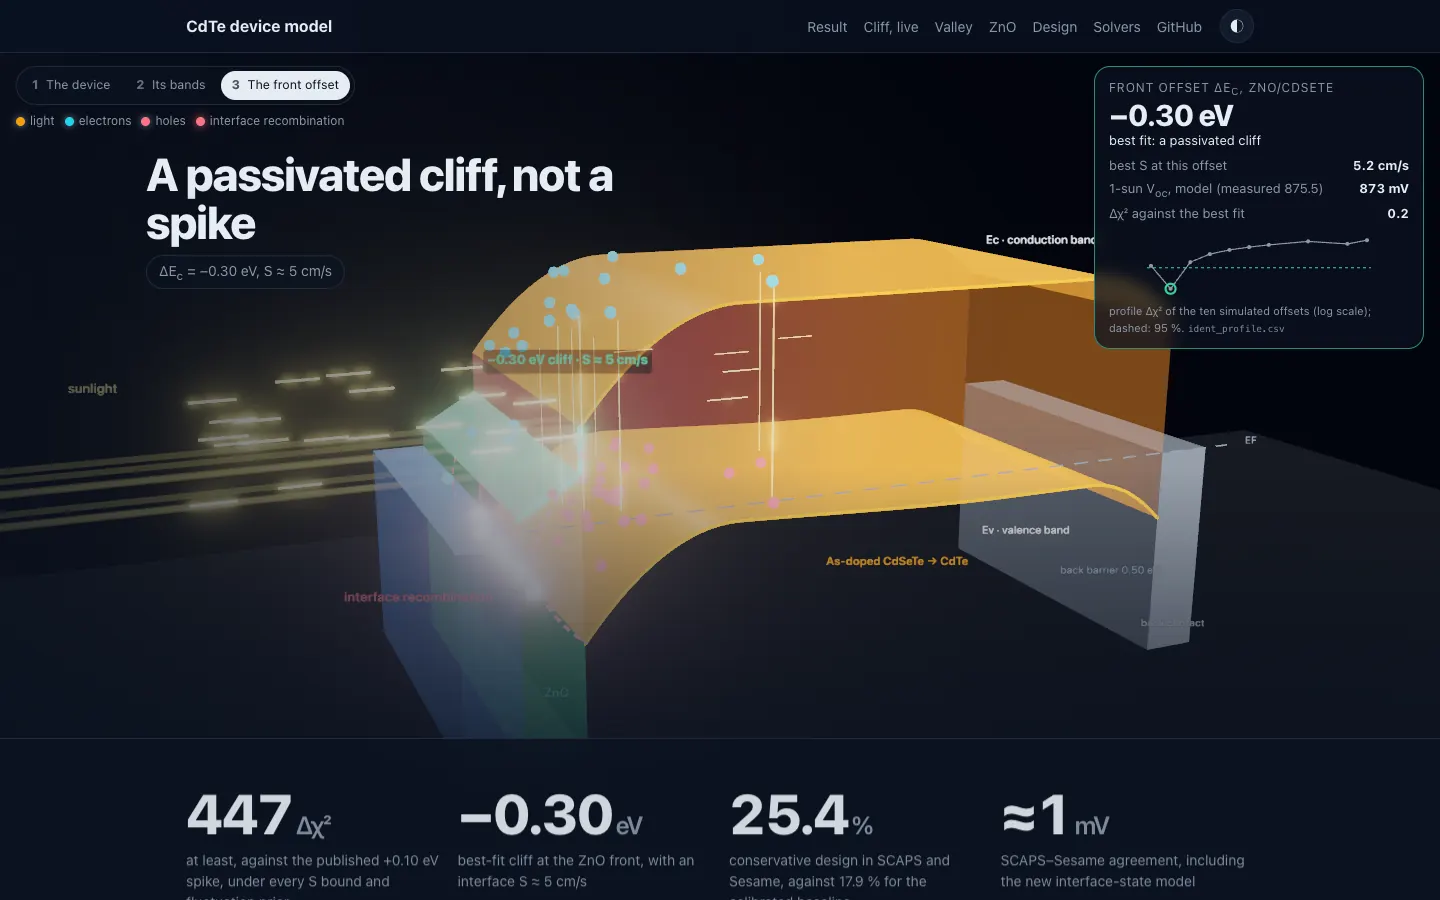 CdTe device model
Result Cliff, live Valley ZnO Design Solvers GitHub
1 The device 2 Its bands 3 The front offset
light electrons holes interface recombination
A passivated cliff, not a
spike
ΔEc = −0.30 eV, S ≈ 5 cm/s
FRONT OFFSET ΔEC, ZNO/CDSETE
−0.30 eV
best fit: a passivated cliff
best S at this offset 5.2 cm/s
1-sun Voc, model (measured 875.5) 873 mV
Δχ² against the best fit 0.2
profile Δχ² of the ten simulated offsets (log scale);
dashed: 95 %. ident_profile.csv
Ec · conduction band
−0.30 eV cliff · S ≈ 5 cm/s
sunlight
EF
Ev · valence band
As-doped CdSeTe → CdTe
back barrier 0.50 e
interface
ZnO
447 Δχ²
at least, against the published +0.10 eV
spike, under every S bound and
−0.30 eV
best-fit cliff at the ZnO front, with an
interface S ≈ 5 cm/s
25.4 %
conservative design in SCAPS and
Sesame, against 17.9 % for the
≈1 mV
SCAPS–Sesame agreement, including
the new interface-state model